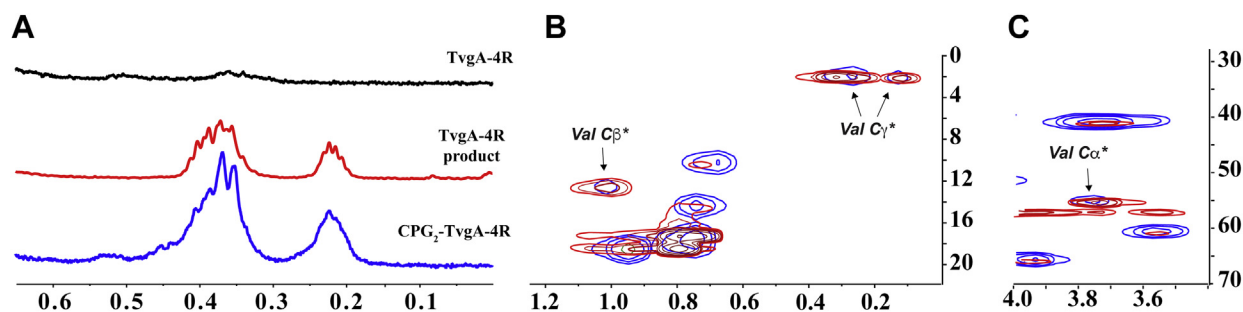 A
TvgA-4R
TvgA-4R
product
CPG2-TvgA-4R
0.6 0.5 0.4 0.3 0.2 0.1
B
Val Cβ*
Val Cγ*
0
4
8
12
16
20
1.2 1.0 0.8 0.6 0.4 0.2
C
Val Cα*
30
40
50
60
70
4.0 3.8 3.6